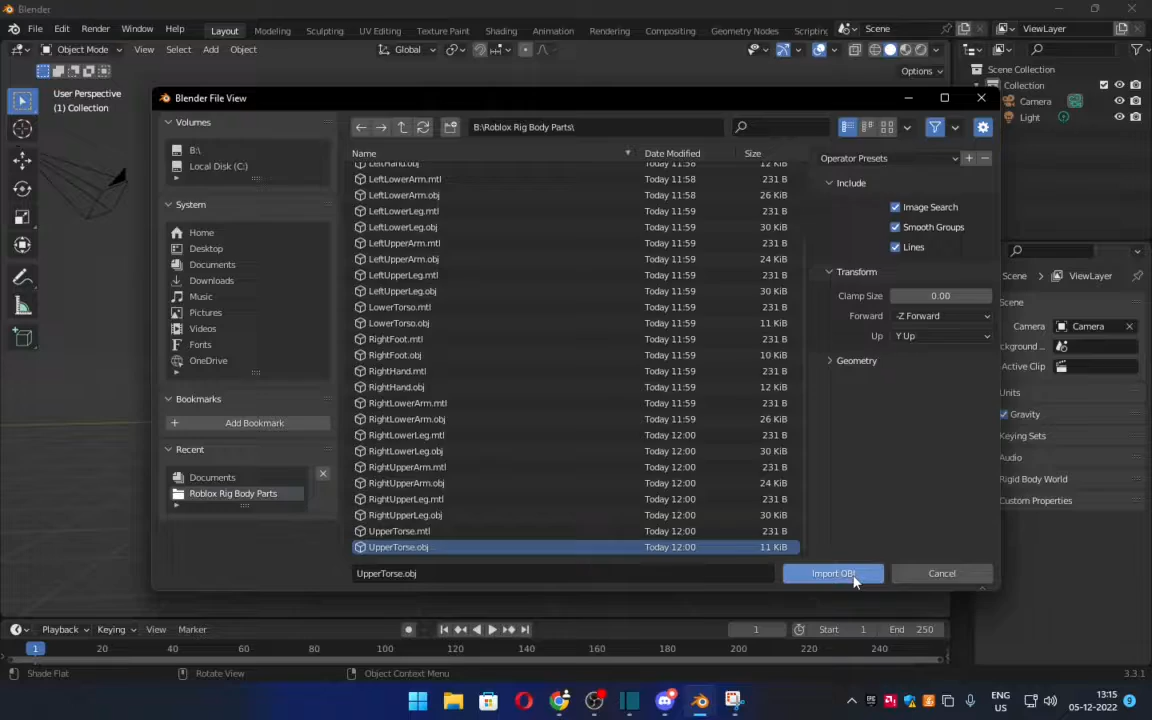 Blender
File Edit Render Window Help Layout Modeling Sculpting UV Editing Texture Paint Shading Animation Rendering Compositing Geometry Nodes Scripting Scene ViewLayer
Object Mode View Select Add Object Global
Options
User Perspective
(1) Collection
Scene Collection
Collection
Camera
Light
Blender File View
Volumes
B:\
Local Disk (C:)
System
Home
Desktop
Documents
Downloads
Music
Pictures
Videos
Fonts
OneDrive
Bookmarks
Add Bookmark
Recent
Documents
Roblox Rig Body Parts
B:\Roblox Rig Body Parts\
Name Date Modified Size
LeftHand.obj Today 11:58 12 KiB
LeftLowerArm.mtl Today 11:58 231 B
LeftLowerArm.obj Today 11:58 26 KiB
LeftLowerLeg.mtl Today 11:59 231 B
LeftLowerLeg.obj Today 11:59 30 KiB
LeftUpperArm.mtl Today 11:59 231 B
LeftUpperArm.obj Today 11:59 24 KiB
LeftUpperLeg.mtl Today 11:59 231 B
LeftUpperLeg.obj Today 11:59 30 KiB
LowerTorso.mtl Today 11:59 231 B
LowerTorso.obj Today 11:59 11 KiB
RightFoot.mtl Today 11:59 231 B
RightFoot.obj Today 11:59 10 KiB
RightHand.mtl Today 11:59 231 B
RightHand.obj Today 11:59 12 KiB
RightLowerArm.mtl Today 11:59 231 B
RightLowerArm.obj Today 11:59 26 KiB
RightLowerLeg.mtl Today 12:00 231 B
RightLowerLeg.obj Today 12:00 30 KiB
RightUpperArm.mtl Today 12:00 231 B
RightUpperArm.obj Today 12:00 24 KiB
RightUpperLeg.mtl Today 12:00 231 B
RightUpperLeg.obj Today 12:00 30 KiB
UpperTorse.mtl Today 12:00 231 B
UpperTorse.obj Today 12:00 11 KiB
UpperTorse.obj Import OBJ Cancel
Operator Presets
Include
Image Search
Smooth Groups
Lines
Transform
Clamp Size 0.00
Forward -Z Forward
Up Y Up
Geometry
Scene ViewLayer
Scene
Camera Camera
ckground ...
Active Clip
Units
Gravity
Keying Sets
Audio
Rigid Body World
Custom Properties
Playback Keying View Marker 1 Start 1 End 250
1 20 40 60 80 100 120 140 160 180 200 220 240
Shade Flat Rotate View Object Context Menu 3.3.1
ENG
US
13:15
05-12-2022
9